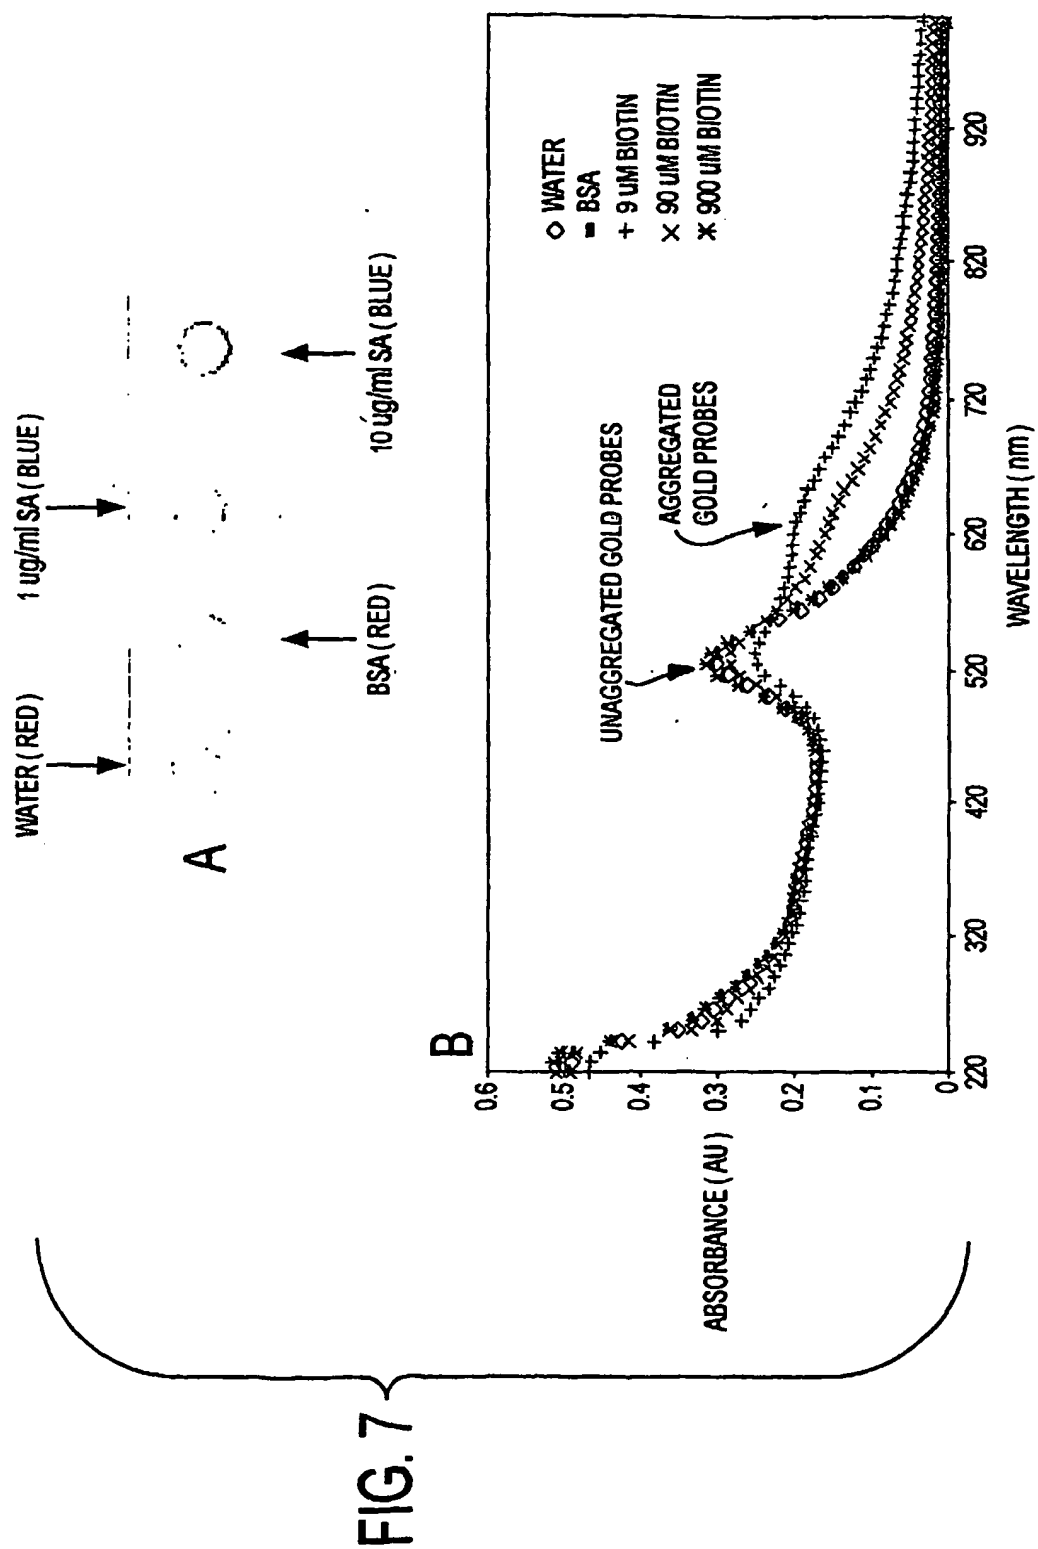 FIG. 7
A
WATER (RED)
1 ug/ml SA (BLUE)
BSA (RED)
10 ug/ml SA (BLUE)
B
ABSORBANCE (AU)
0.6
0.5
0.4
0.3
0.2
0.1
0
220
320
420
520
620
720
820
920
WAVELENGTH (nm)
UNAGGREGATED GOLD PROBES
AGGREGATED
GOLD PROBES
◇ WATER
- BSA
+ 9 uM BIOTIN
× 90 uM BIOTIN
ж 900 uM BIOTIN